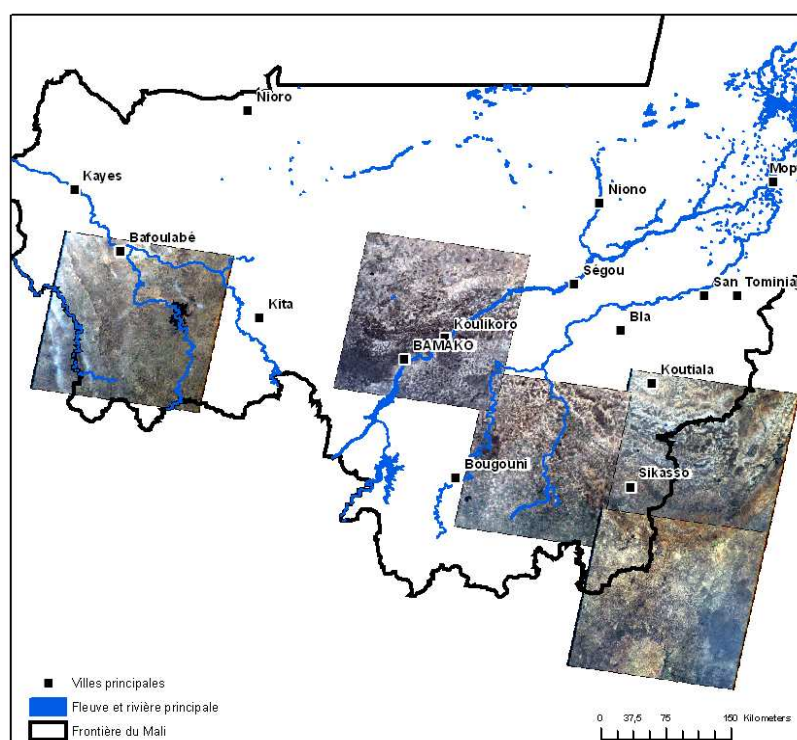 Nioro
Kayes
Mop
Niono
Bafoulabé
Ségou
San Tominia
Kita
Bla
Koulikoro
BAMAKO
Koutiala
Bougouni
Sikasso
Villes principales
Fleuve et rivière principale
Frontière du Mali
0 37,5 75 150 Kilometers